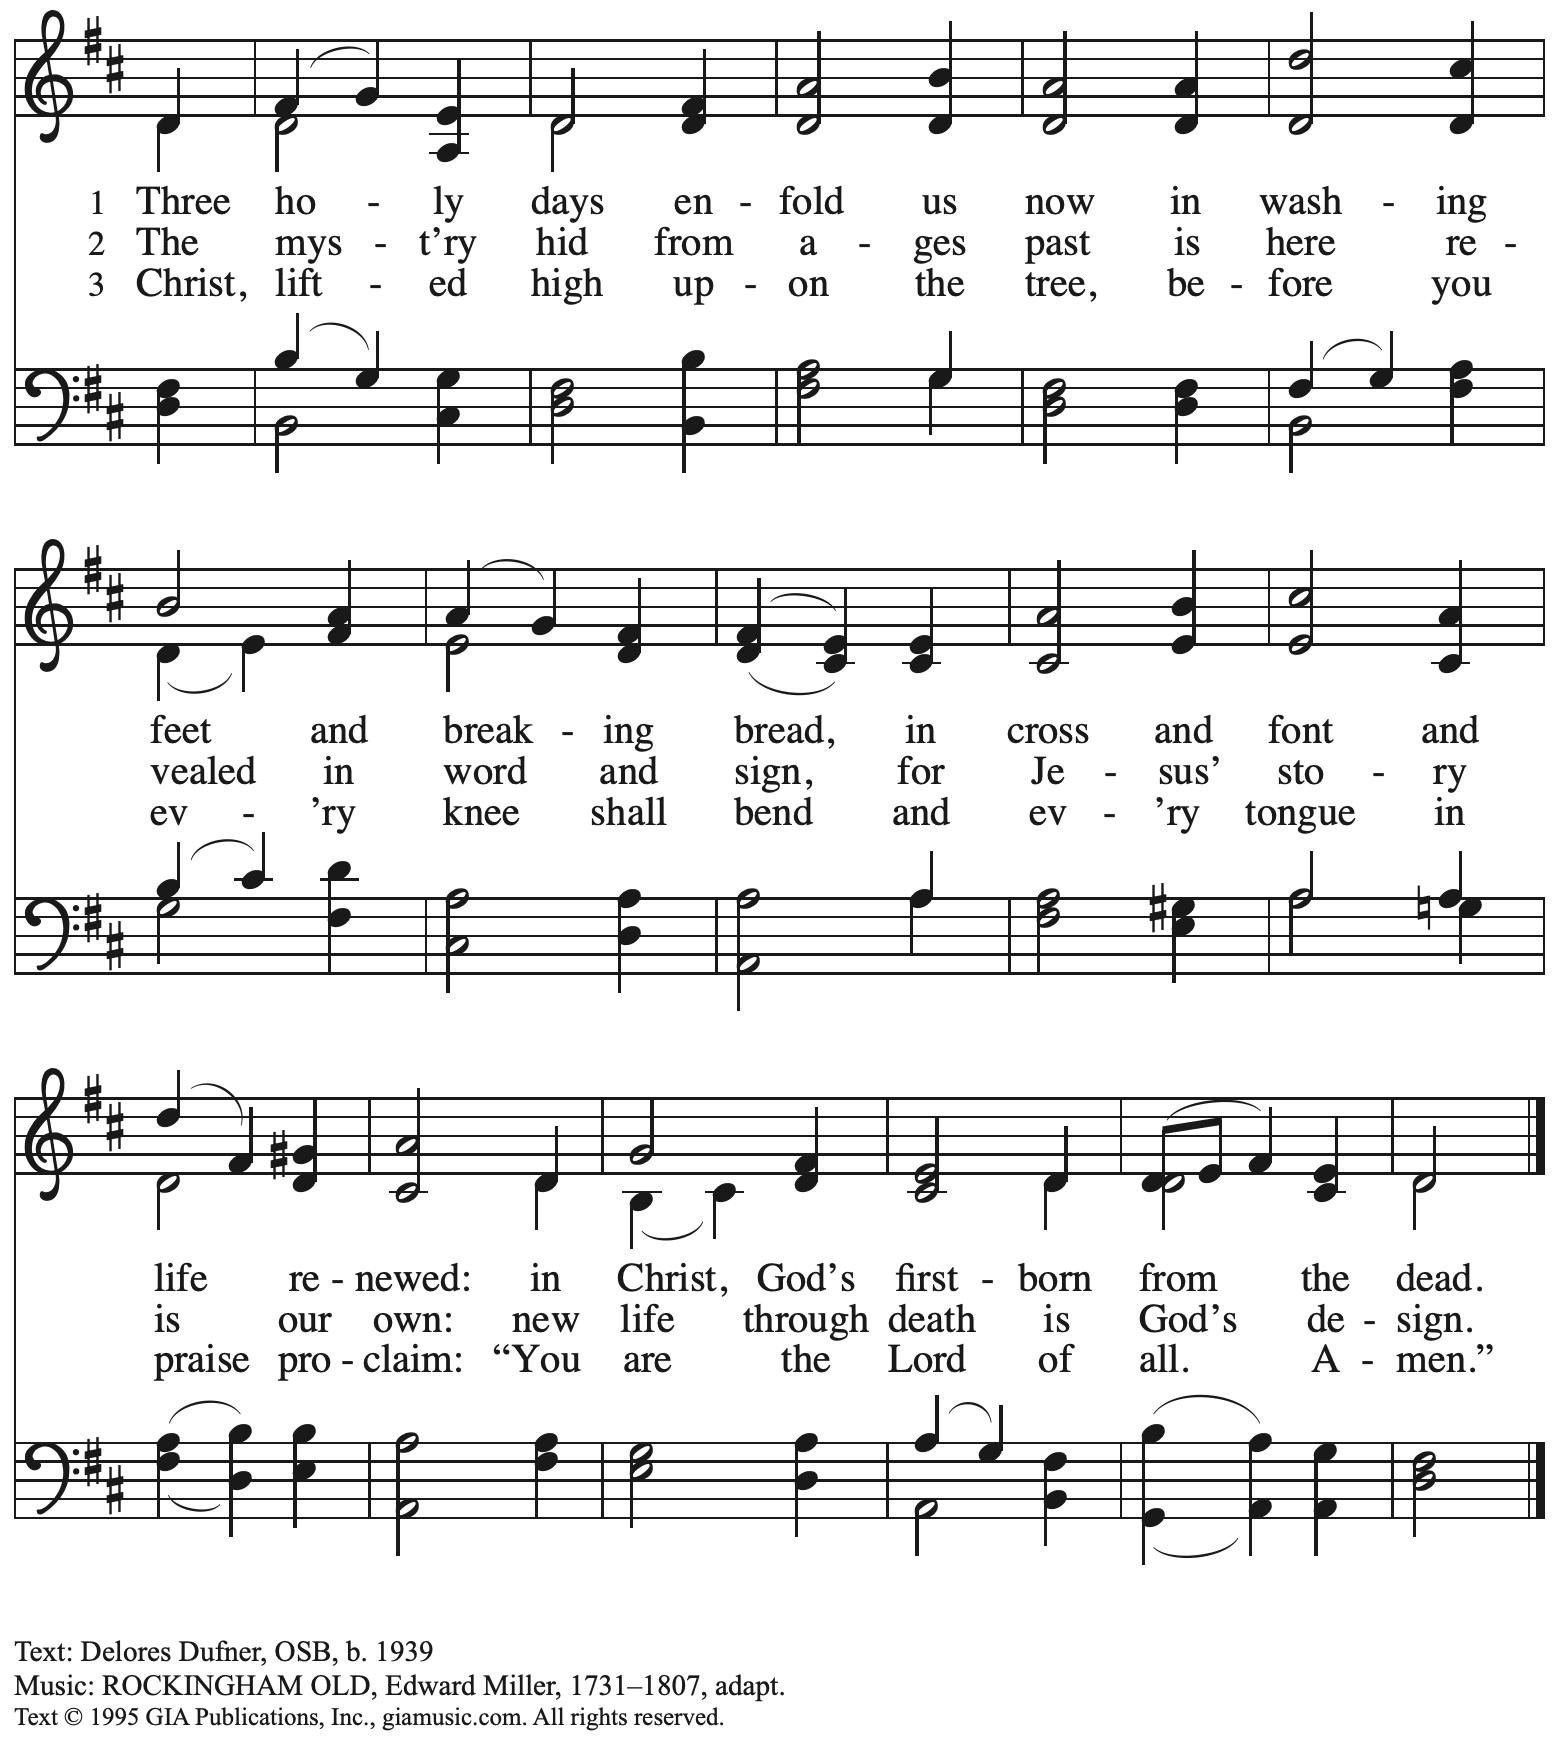 1 Three ho - ly days en - fold us now in wash - ing
2 The mys - t’ry hid from a - ges past is here re -
3 Christ, lift - ed high up - on the tree, be - fore you
feet and break - ing bread, in cross and font and
vealed in word and sign, for Je - sus’ sto - ry
ev - ’ry knee shall bend and ev - ’ry tongue in
life re - newed: in Christ, God’s first - born from the dead.
is our own: new life through death is God’s de - sign.
praise pro - claim: “You are the Lord of all. A - men.”
Text: Delores Dufner, OSB, b. 1939
Music: ROCKINGHAM OLD, Edward Miller, 1731–1807, adapt.
Text © 1995 GIA Publications, Inc., giamusic.com. All rights reserved.